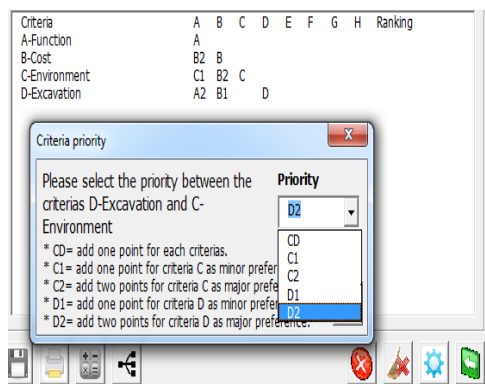 Criteria A B C D E F G H Ranking
A-Function A
B-Cost B2 B
C-Environment C1 B2 C
D-Excavation A2 B1 D
Criteria priority
Please select the priority between the Priority
criterias D-Excavation and C- D2
Environment
* CD= add one point for each criterias. CD
* C1= add one point for criteria C as minor prefer C1
* C2= add two points for criteria C as major prefe C2
* D1= add one point for criteria D as minor prefer D1
* D2= add two points for criteria D as major preference. D2